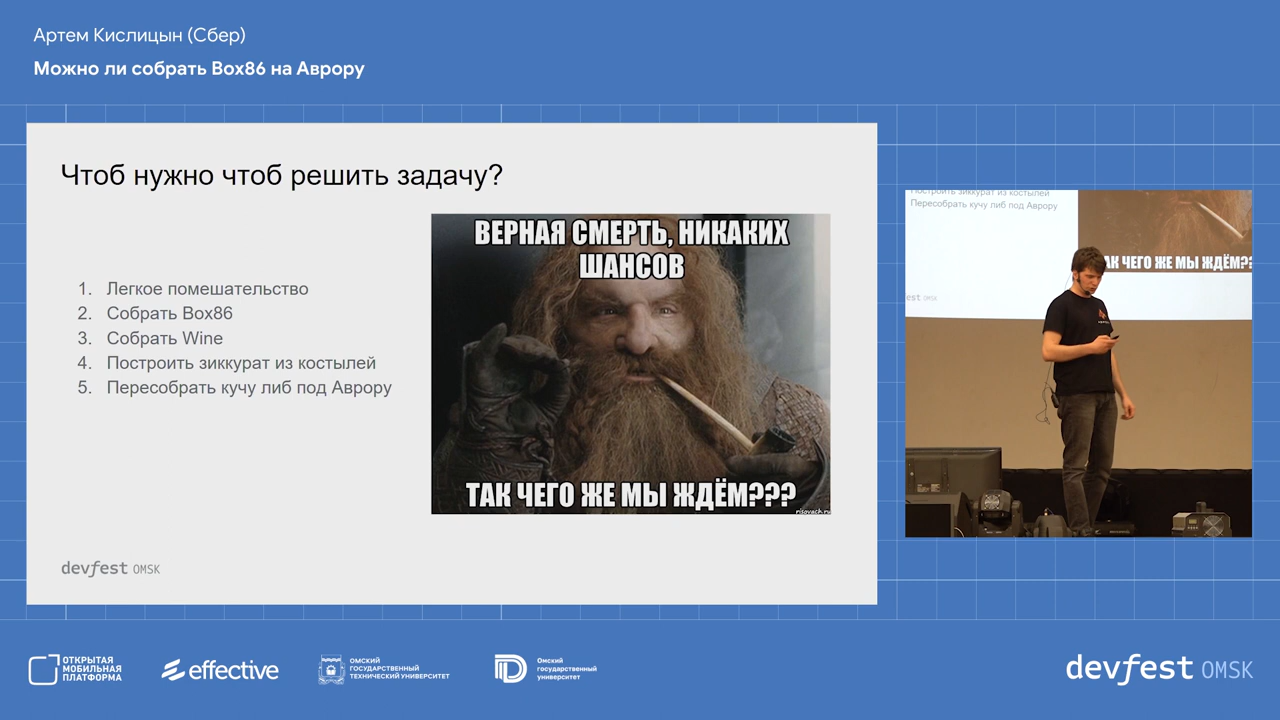 Артем Кислицын (Сбер)
Можно ли собрать Box86 на Аврору
Чтоб нужно чтоб решить задачу?
1. Легкое помешательство
2. Собрать Box86
3. Собрать Wine
4. Построить зиккурат из костылей
5. Пересобрать кучу либ под Аврору
ВЕРНАЯ СМЕРТЬ, НИКАКИХ
ШАНСОВ
ТАК ЧЕГО ЖЕ МЫ ЖДЁМ???
risovach.ru
devfest OMSK
Построить зиккурат из костылей
Пересобрать кучу либ под Аврору
АК ЧЕГО ЖЕ МЫ ЖДЁМ??
est OMSK
ОТКРЫТАЯ
МОБИЛЬНАЯ
ПЛАТФОРМА
effective
ОМСКИЙ
ГОСУДАРСТВЕННЫЙ
ТЕХНИЧЕСКИЙ УНИВЕРСИТЕТ
Омский
государственный
университет
devfest OMSK